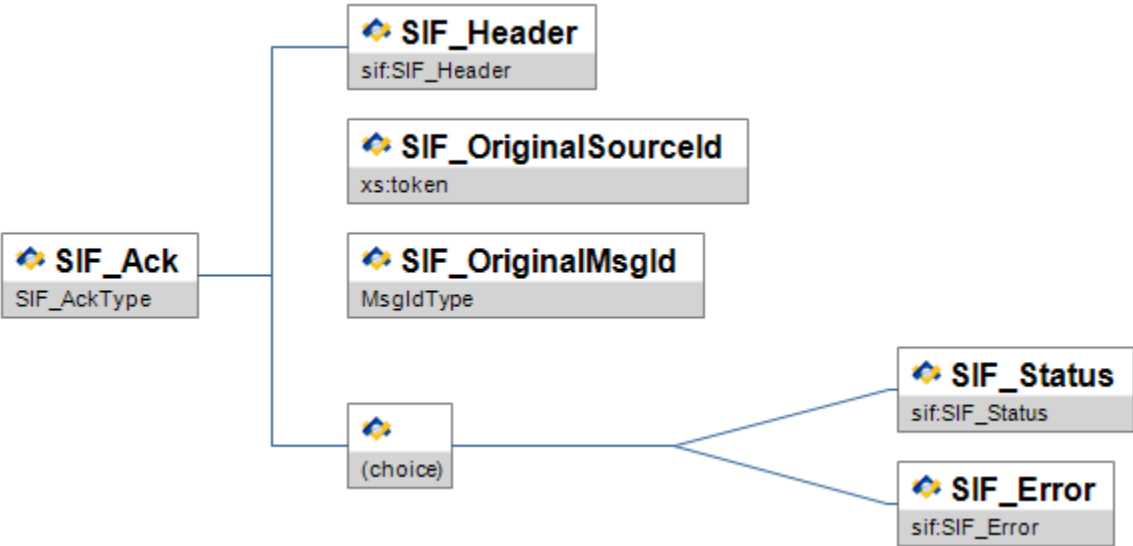 SIF_Header
sif:SIF_Header
SIF_OriginalSourceId
xs:token
SIF_Ack
SIF_AckType
SIF_OriginalMsgId
MsgIdType
(choice)
SIF_Status
sif:SIF_Status
SIF_Error
sif:SIF_Error